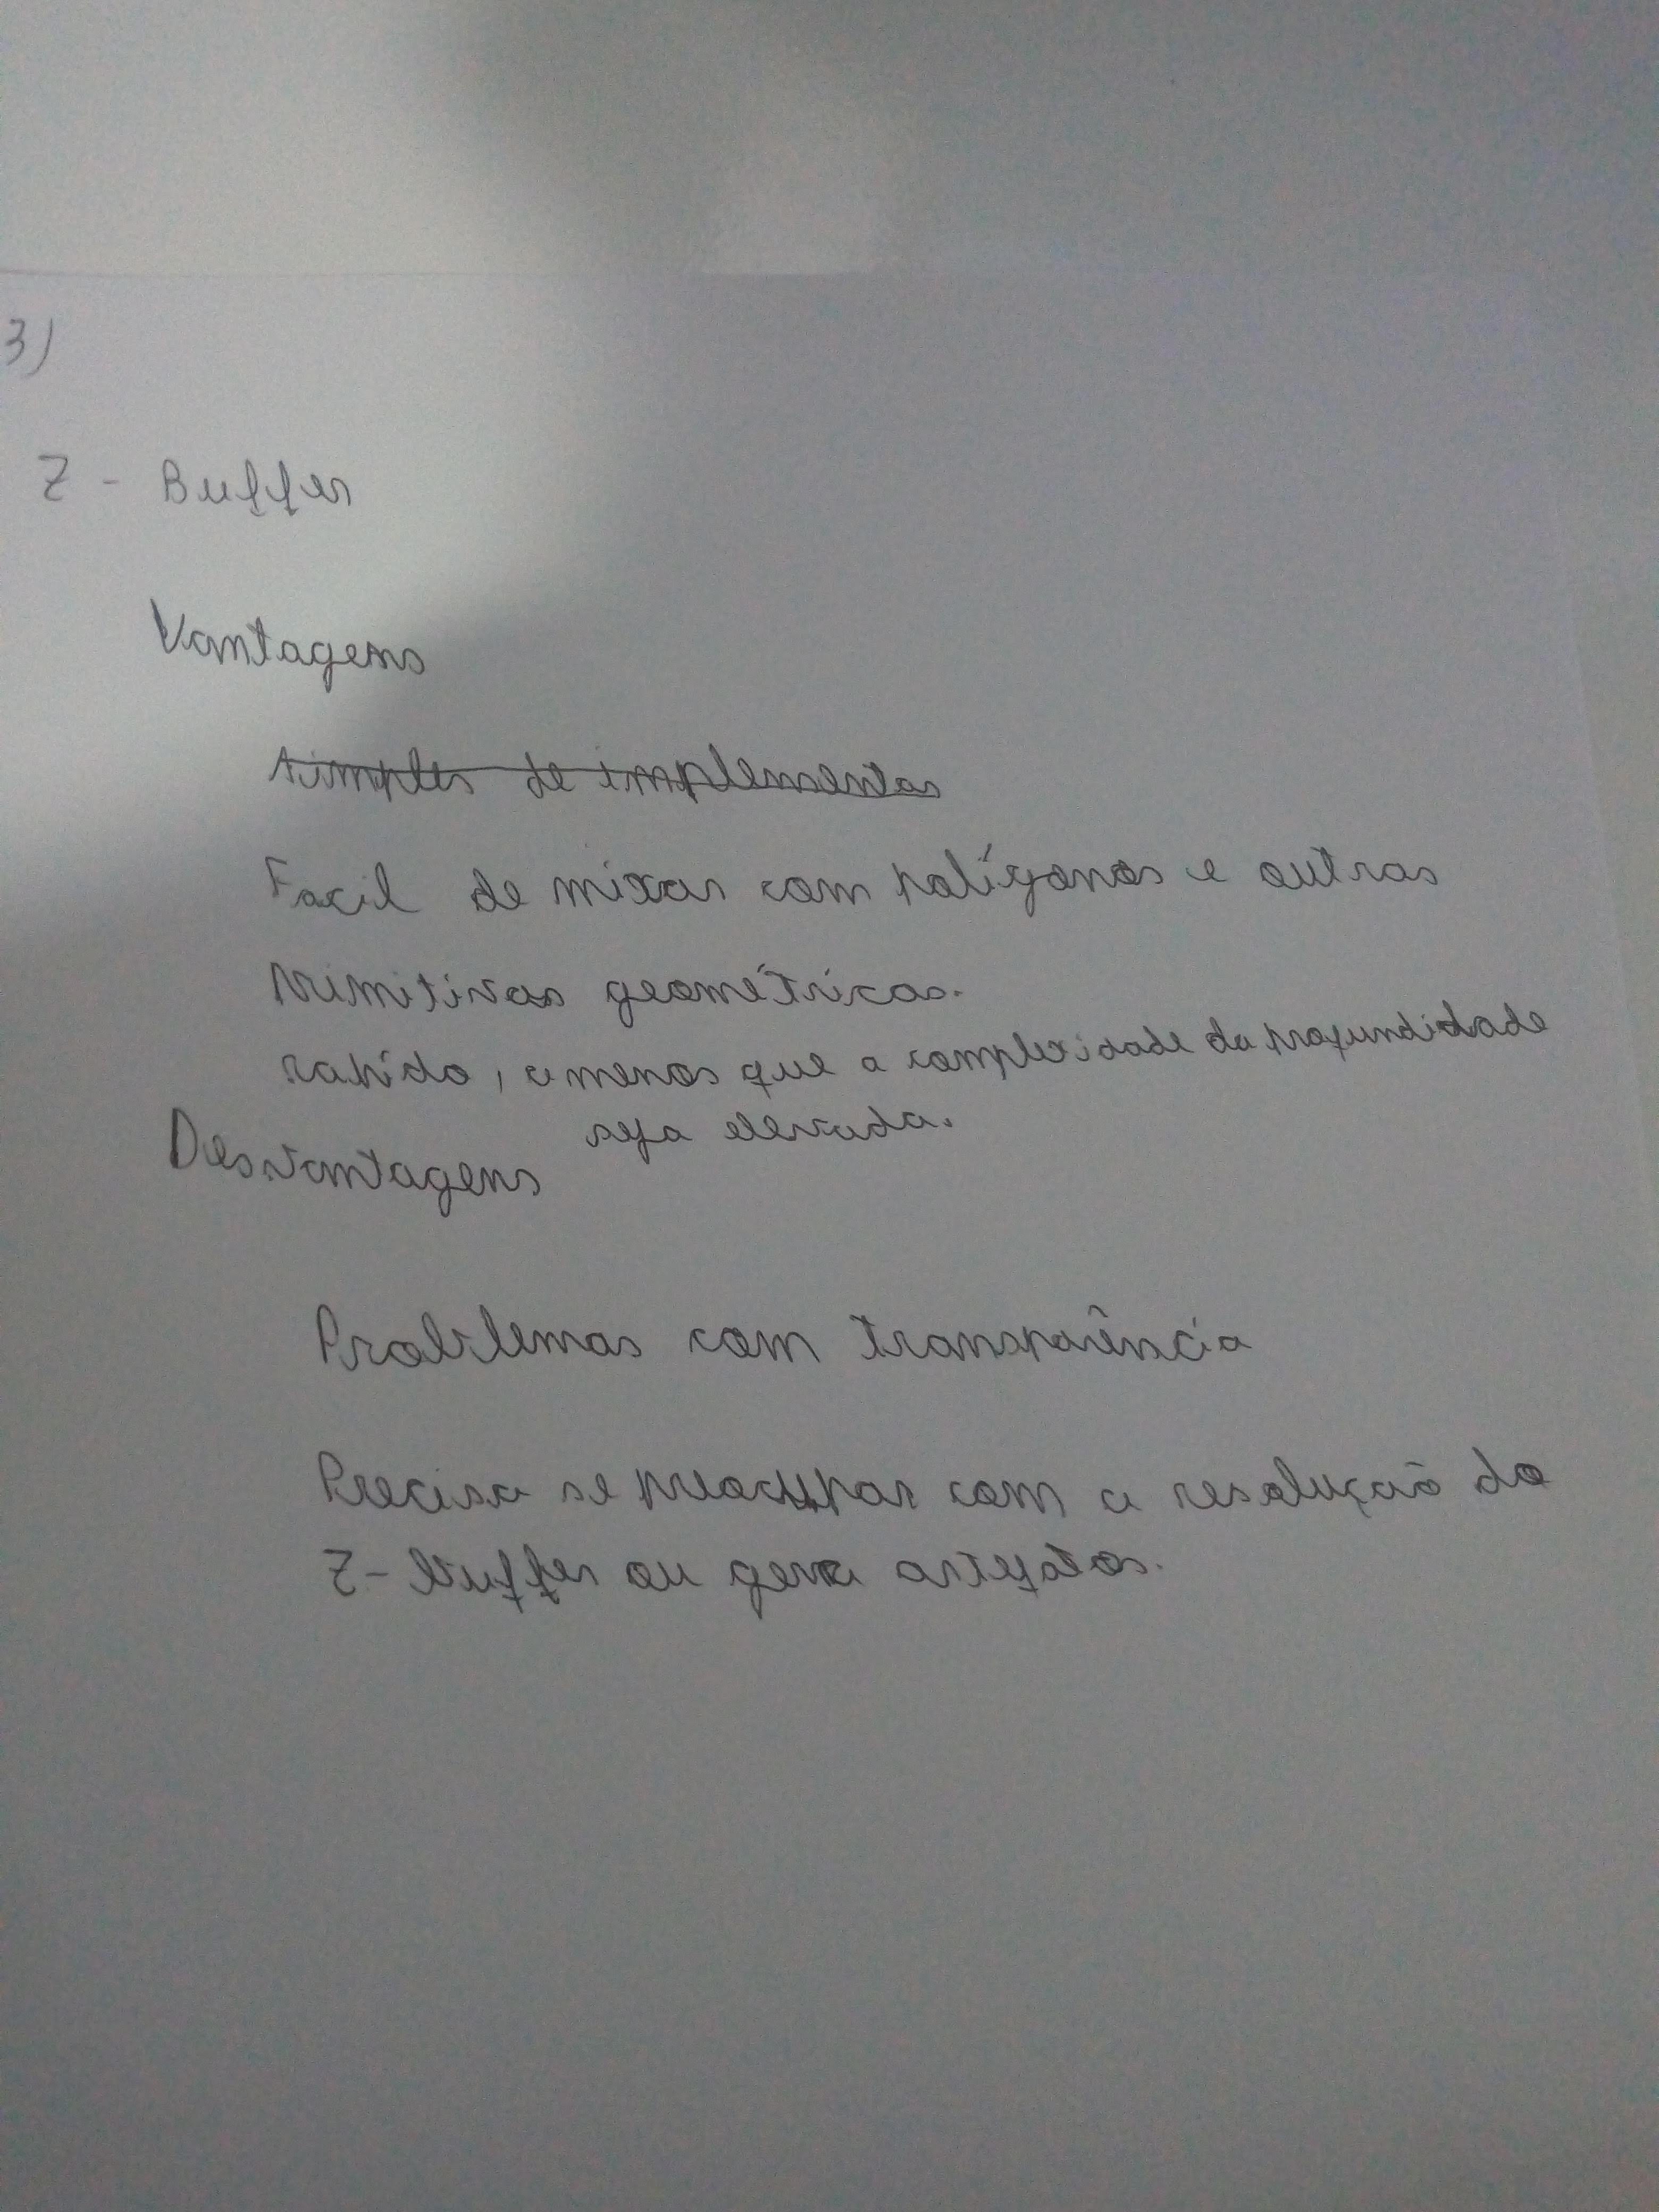 3)
Z - Buffer
Vantagens
simples de implementar
Facil de mixar com polígonos e outras
primitivas geométricas.
rapido, a menos que a complexidade da profundidade
seja elevada.
Desvantagens
Problemas com transparência
Precisa se preocupar com a resolução do
Z-buffer ou gera artefatos.